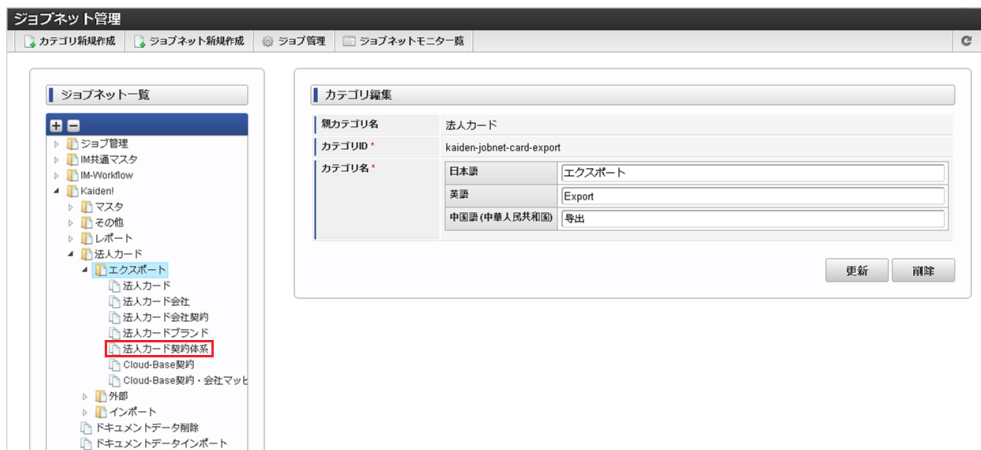 ジョブネット管理
カテゴリ新規作成 ジョブネット新規作成 ジョブ管理 ジョブネットモニター覧
ジョブネット一覧
ジョブ管理
IM共通マスタ
IM-Workflow
Kaiden!
マスタ
その他
レポート
法人カード
エクスポート
法人カード
法人カード会社
法人カード会社契約
法人カードブランド
法人カード契約体系
Cloud-Base契約
Cloud-Base契約・会社マッピ
外部
インポート
ドキュメントデータ削除
ドキュメントデータインポート
カテゴリ編集
親カテゴリ名 法人カード
カテゴリID * kaiden-jobnet-card-export
カテゴリ名 *
日本語 エクスポート
英語 Export
中国語(中華人民共和国) 导出
更新 削除